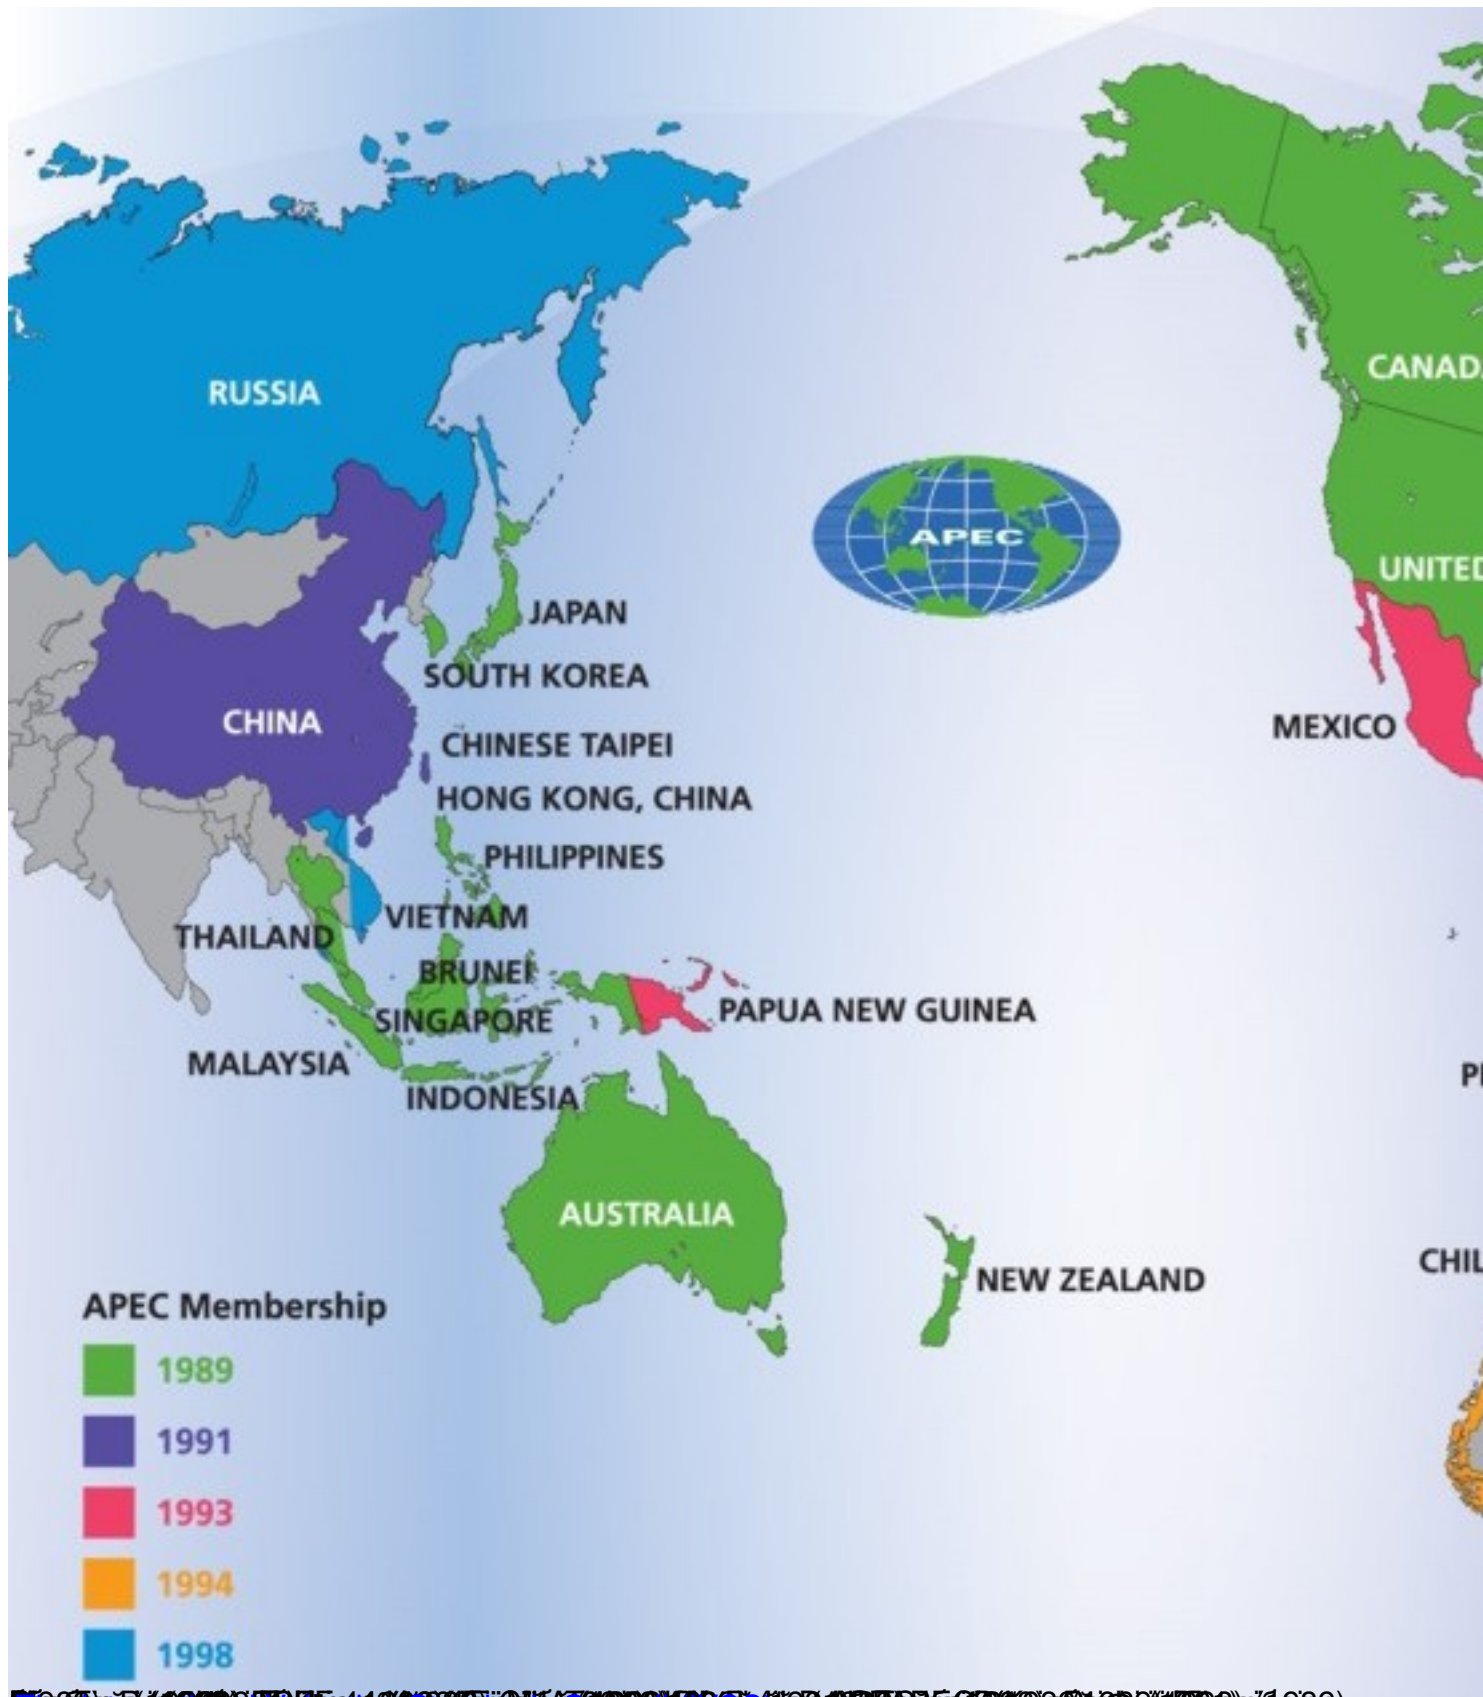 RUSSIA
CANAD
APEC
UNITED
JAPAN
SOUTH KOREA
CHINA
MEXICO
CHINESE TAIPEI
HONG KONG, CHINA
PHILIPPINES
VIETNAM
THAILAND
BRUNEI
PAPUA NEW GUINEA
SINGAPORE
MALAYSIA
INDONESIA
AUSTRALIA
CHIL
NEW ZEALAND
APEC Membership
1989
1991
1993
1994
1998